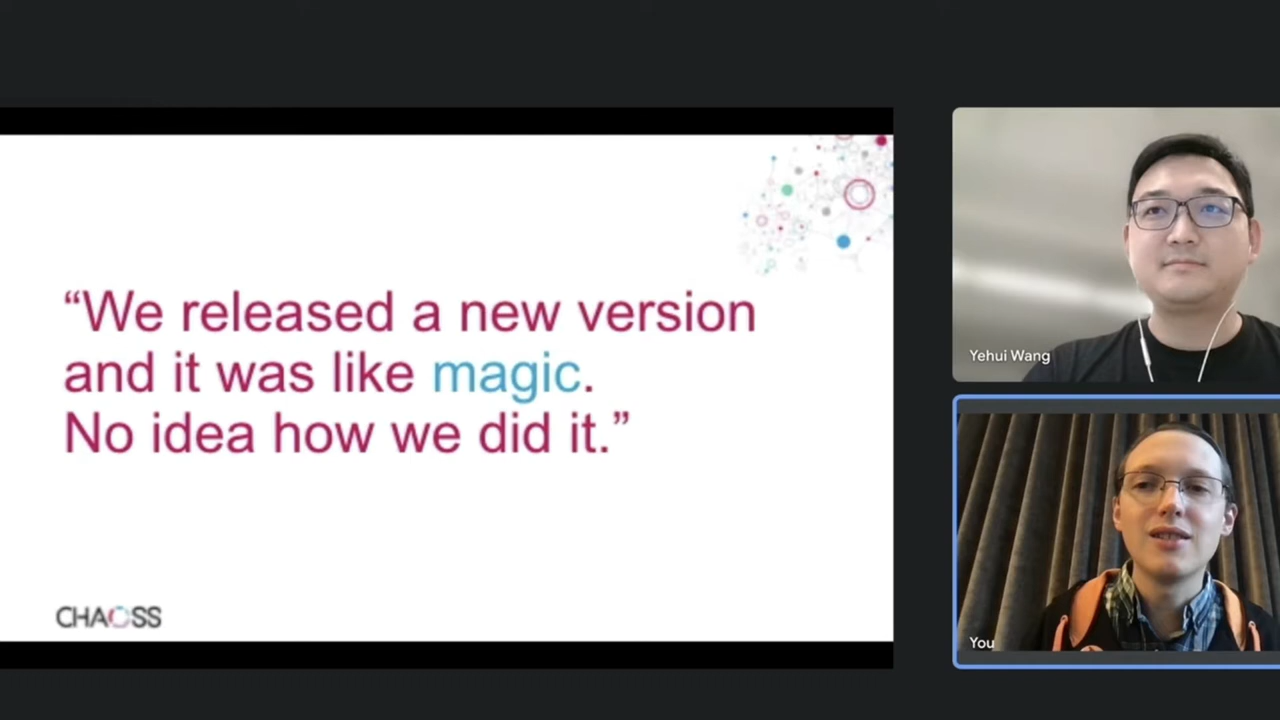 “We released a new version
and it was like magic.
No idea how we did it.”
CHAOSS
Yehui Wang
You